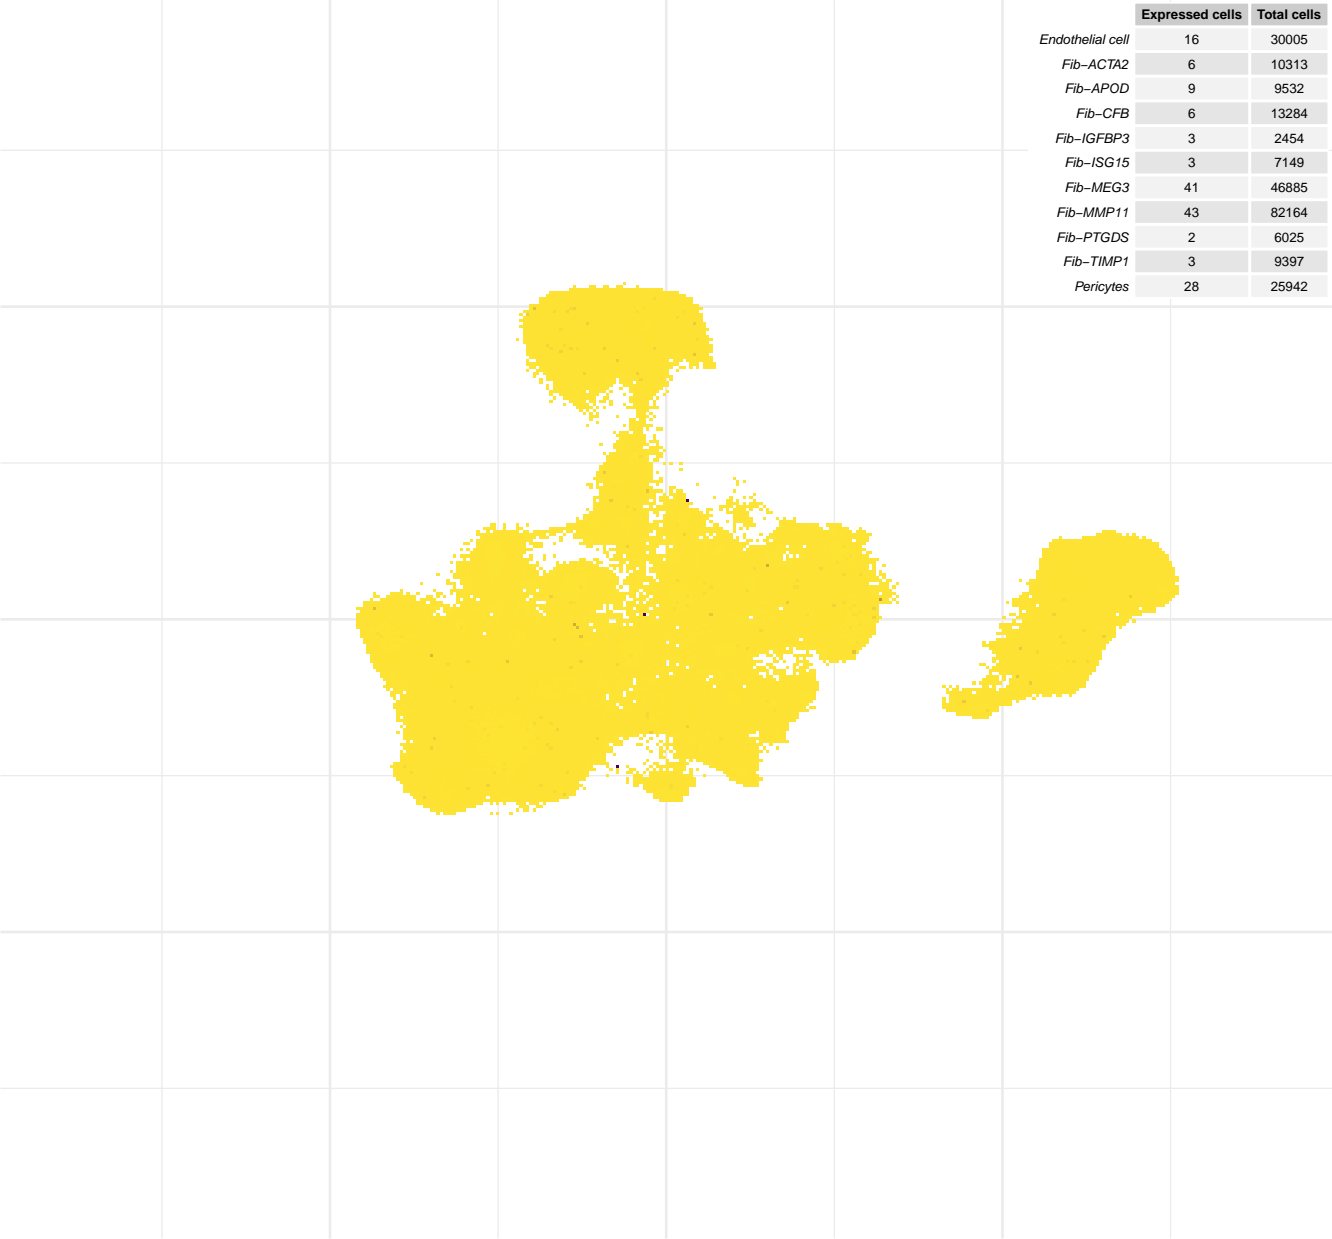 Expressed cells Total cells
Endothelial cell 16 30005
Fib−ACTA2 6 10313
Fib−APOD 9 9532
Fib−CFB 6 13284
Fib−IGFBP3 3 2454
Fib−ISG15 3 7149
Fib−MEG3 41 46885
Fib−MMP11 43 82164
Fib−PTGDS 2 6025
Fib−TIMP1 3 9397
Pericytes 28 25942